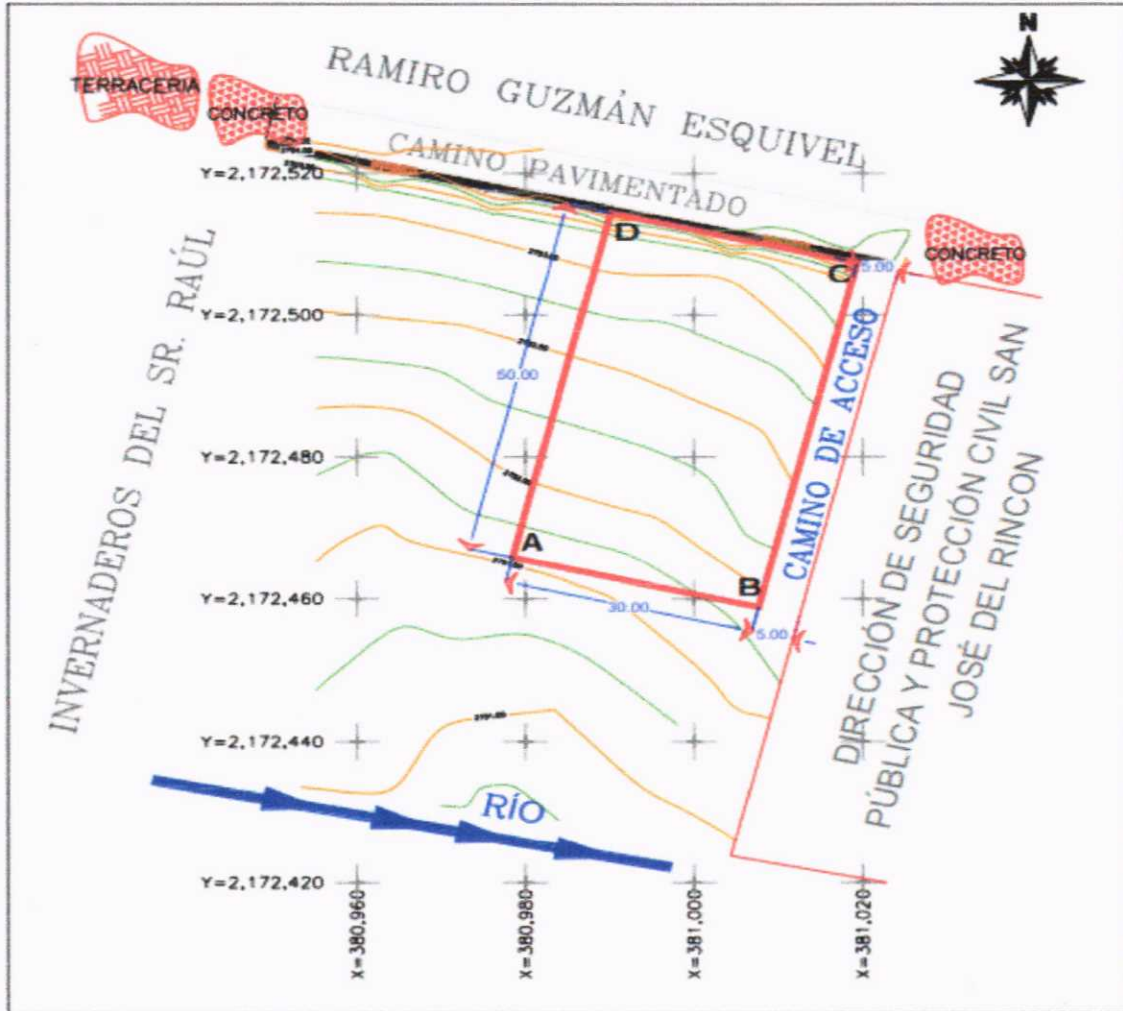 N
RAMIRO GUZMÁN ESQUIVEL
TERRACERIA
CONCRETO
CAMINO PAVIMENTADO
Y=2,172,520
D
C
5.00
CONCRETO
INVERNADEROS DEL SR. RAÚL
Y=2,172,500
50.00
CAMINO DE ACCESO
DIRECCIÓN DE SEGURIDAD
PÚBLICA Y PROTECCIÓN CIVIL SAN
JOSÉ DEL RINCON
Y=2,172,480
A
B
Y=2,172,460
30.00
5.00
Y=2,172,440
RÍO
Y=2,172,420
X=380,960
X=380,980
X=381,000
X=381,020